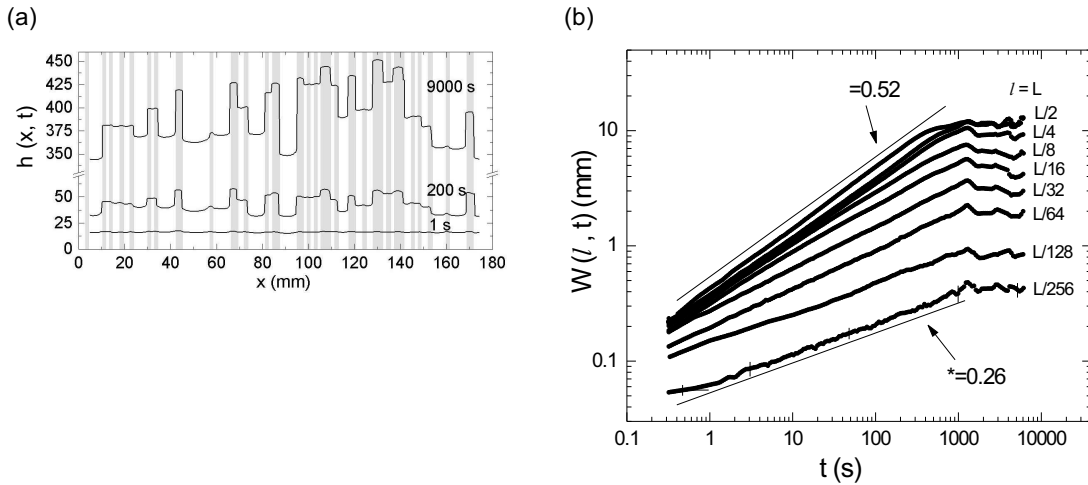 (a)
450
425
400
375
350
50
25
0
h (x, t)
9000 s
200 s
1 s
0 20 40 60 80 100 120 140 160 180
x (mm)
(b)
10
1
0.1
W (l , t) (mm)
=0.52
*=0.26
l = L
L/2
L/4
L/8
L/16
L/32
L/64
L/128
L/256
0.1 1 10 100 1000 10000
t (s)